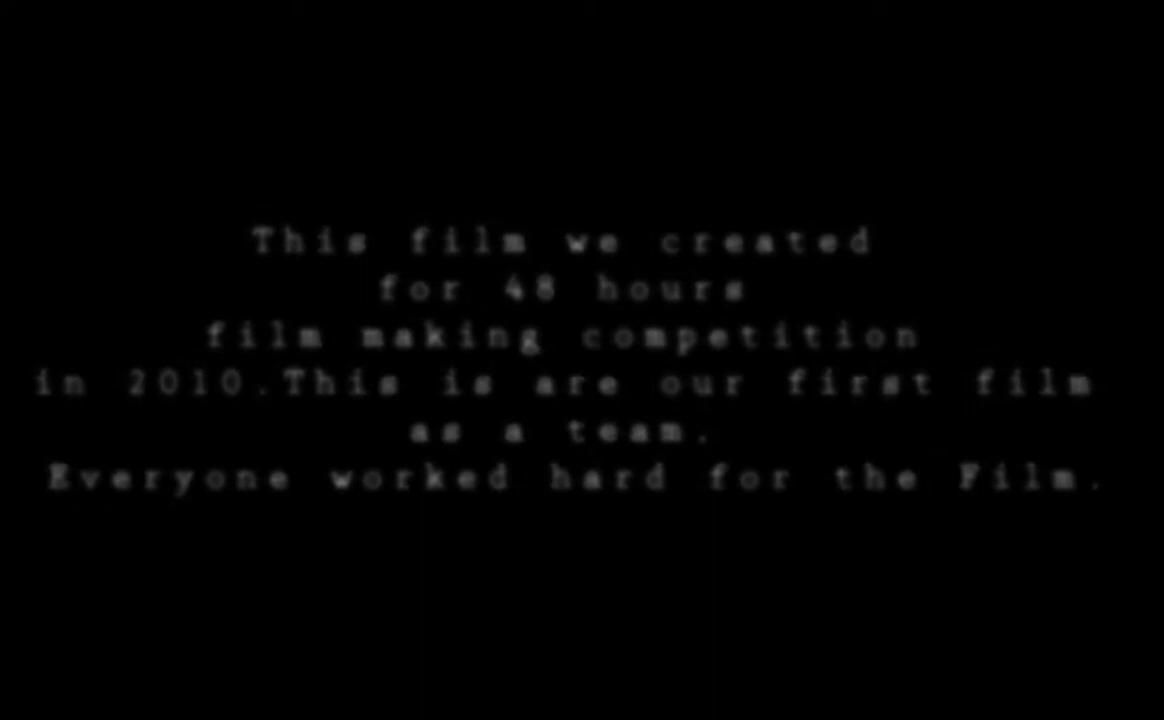 This film we created
for 48 hours
film making competition
in 2010.This is are our first film
as a team.
Everyone worked hard for the Film.